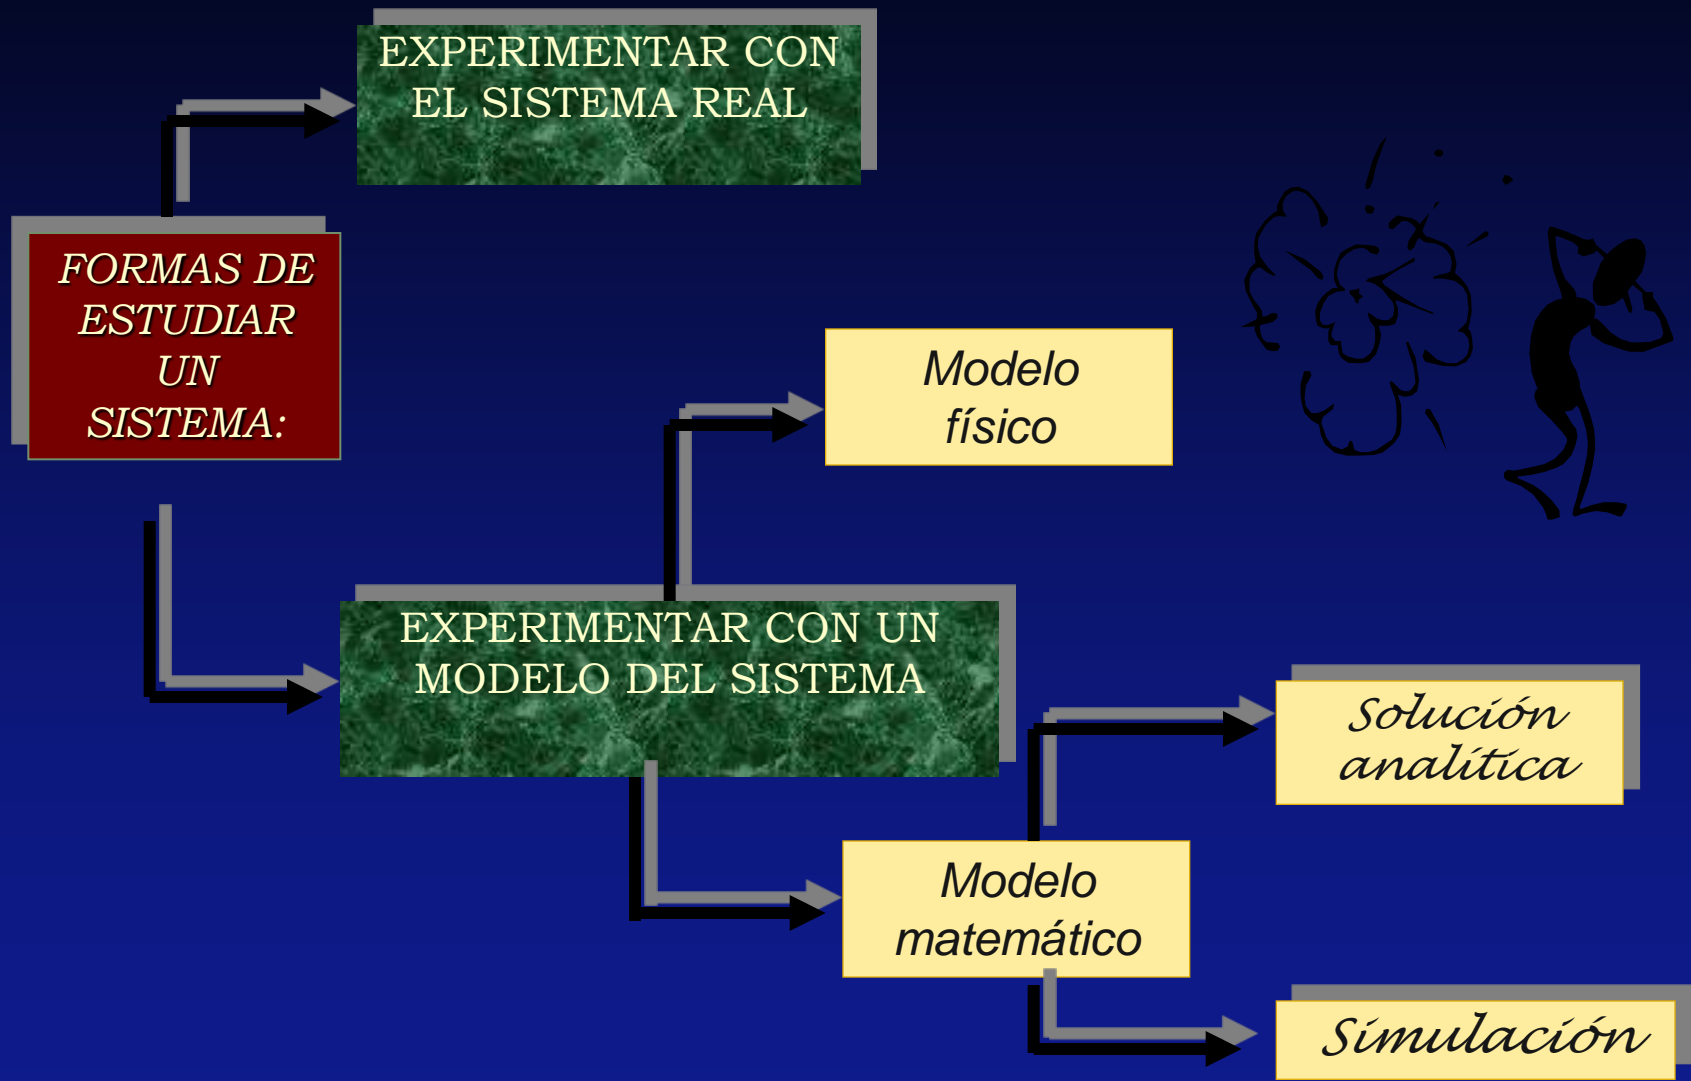 EXPERIMENTAR CON
EL SISTEMA REAL
FORMAS DE
ESTUDIAR
UN
SISTEMA:
Modelo
físico
EXPERIMENTAR CON UN
MODELO DEL SISTEMA
Solución
analítica
Modelo
matemático
Simulación